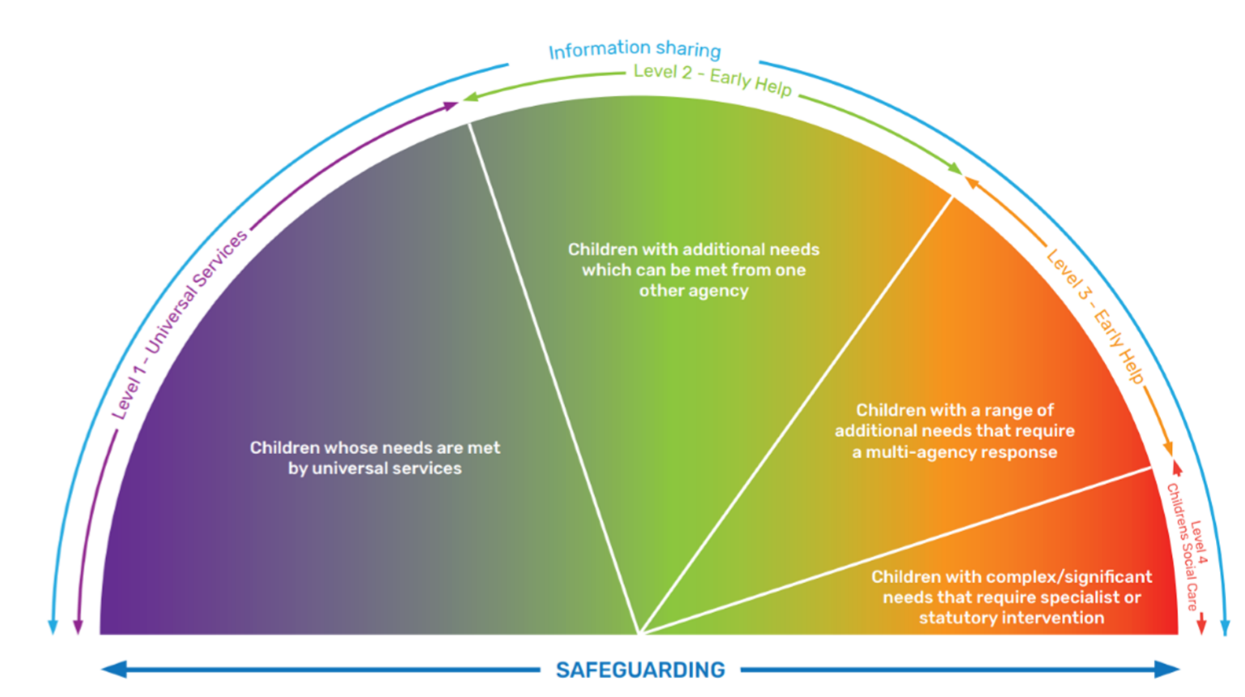 Information sharing
Level 2 - Early Help
Level 1 - Universal Services
Level 3 - Early Help
Level 4
Childrens Social Care
Children with additional needs
which can be met from one
other agency
Children whose needs are met
by universal services
Children with a range of
additional needs that require
a multi-agency response
Children with complex/significant
needs that require specialist or
statutory intervention
SAFEGUARDING